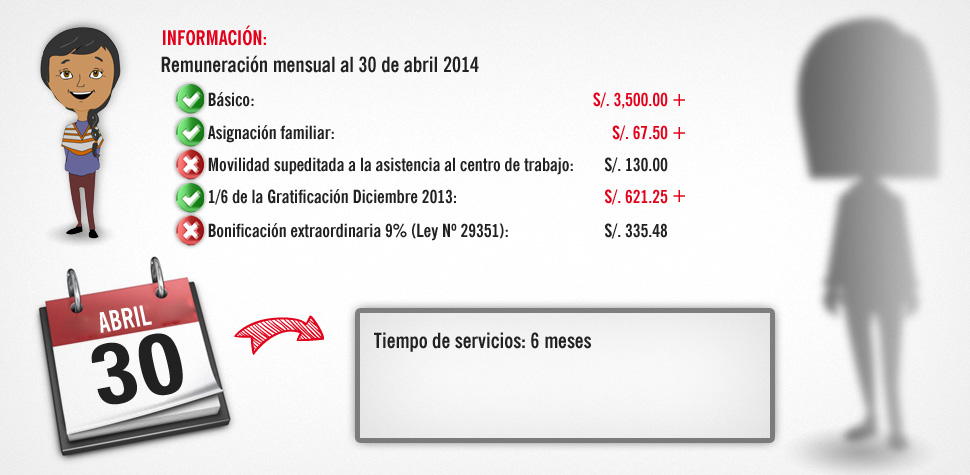 INFORMACIÓN:
Remuneración mensual al 30 de abril 2014
Básico: S/. 3,500.00 +
Asignación familiar: S/. 67.50 +
Movilidad supeditada a la asistencia al centro de trabajo: S/. 130.00
1/6 de la Gratificación Diciembre 2013: S/. 621.25 +
Bonificación extraordinaria 9% (Ley Nº 29351): S/. 335.48
ABRIL
30
Tiempo de servicios: 6 meses